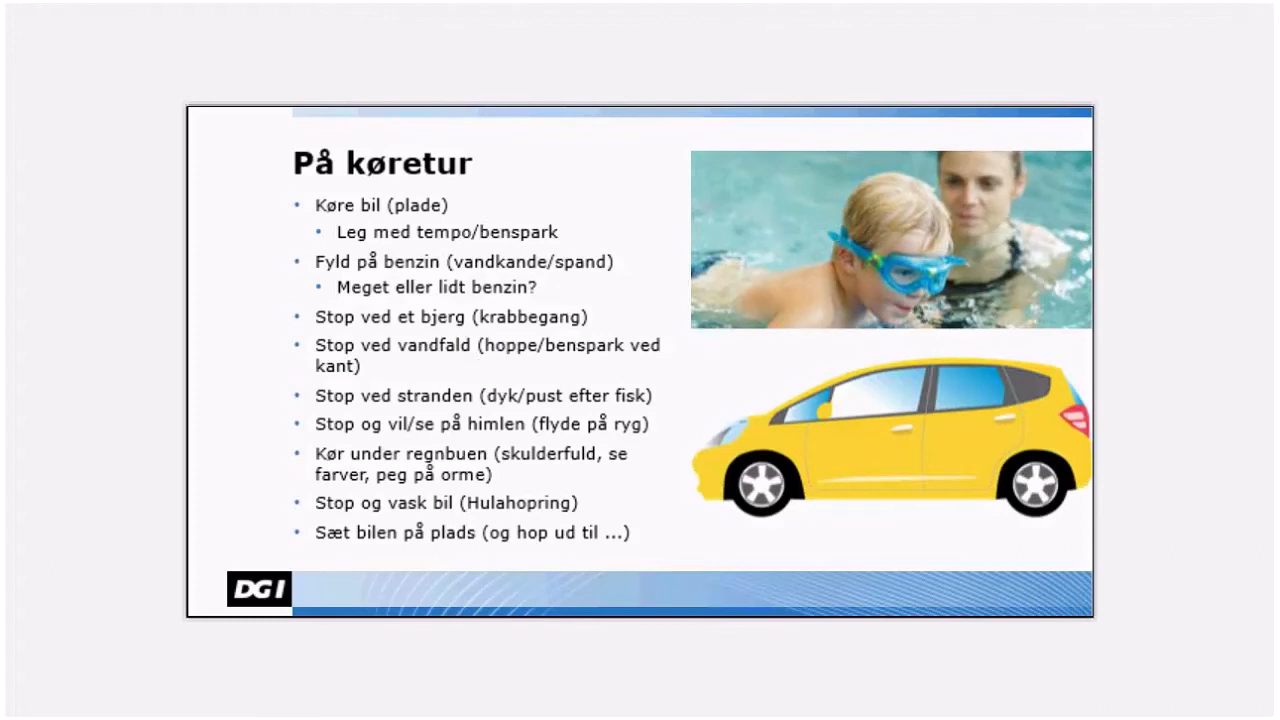 På køretur
• Køre bil (plade)
• Leg med tempo/benspark
• Fyld på benzin (vandkande/spand)
• Meget eller lidt benzin?
• Stop ved et bjerg (krabbegang)
• Stop ved vandfald (hoppe/benspark ved
kant)
• Stop ved stranden (dyk/pust efter fisk)
• Stop og vil/se på himlen (flyde på ryg)
• Kør under regnbuen (skulderfuld, se
farver, peg på orme)
• Stop og vask bil (Hulahopring)
• Sæt bilen på plads (og hop ud til ...)
DGI